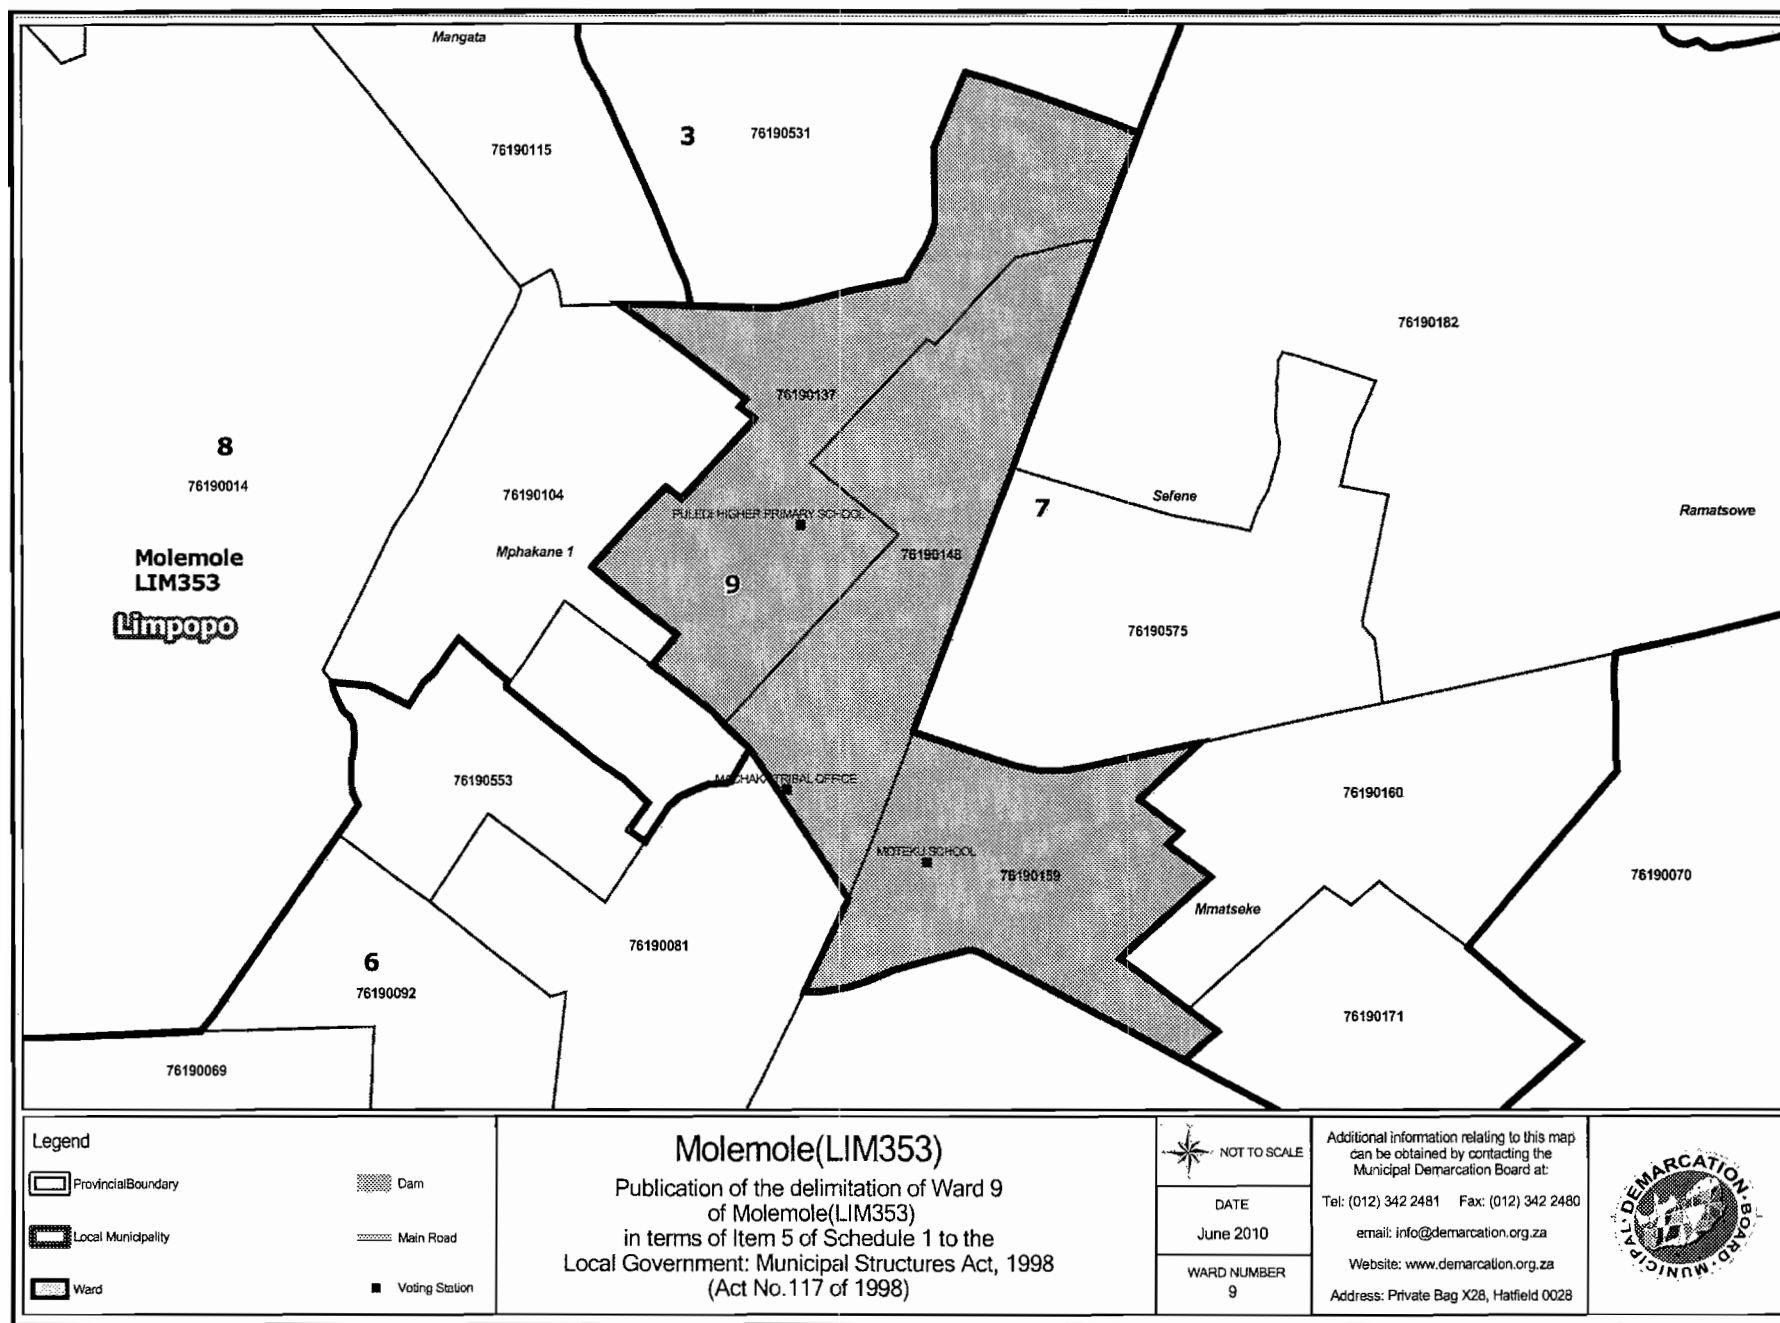 Mangata
76190115
3
76190531
76190182
76190137
8
76190014
76190104
Sefene
7
Ramatsowe
PULEDI HIGHER PRIMARY SCHOOL
Mphakane 1
76190148
Molemole
LIM353
9
Limpopo
76190575
76190553
MACHAKA TRIBAL OFFICE
76190160
MOTEKU SCHOOL
76190159
76190070
Mmatseke
76190081
6
76190092
76190171
76190069
Legend
ProvincialBoundary
Dam
Local Municipality
Main Road
Ward
Voting Station
Molemole(LIM353)
Publication of the delimitation of Ward 9
of Molemole(LIM353)
in terms of Item 5 of Schedule 1 to the
Local Government: Municipal Structures Act, 1998
(Act No.117 of 1998)
NOT TO SCALE
DATE
June 2010
WARD NUMBER
9
Additional information relating to this map
can be obtained by contacting the
Municipal Demarcation Board at:
Tel: (012) 342 2481 Fax: (012) 342 2480
email: info@demarcation.org.za
Website: www.demarcation.org.za
Address: Private Bag X28, Hatfield 0028
MUNICIPAL · DEMARCATION · BOARD ·